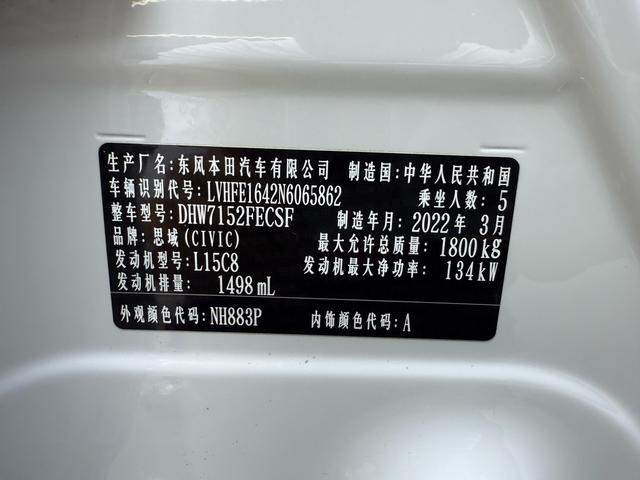 生产厂名:东风本田汽车有限公司 制造国:中华人民共和国
车辆识别代号:LVHFE1642N6065862 乘坐人数:5
整车型号:DHW7152FECSF 制造年月:2022年3月
品牌:思域(CIVIC) 最大允许总质量:1800kg
发动机型号:L15C8 发动机最大净功率:134kW
发动机排量:1498mL
外观颜色代码:NH883P 内饰颜色代码:A